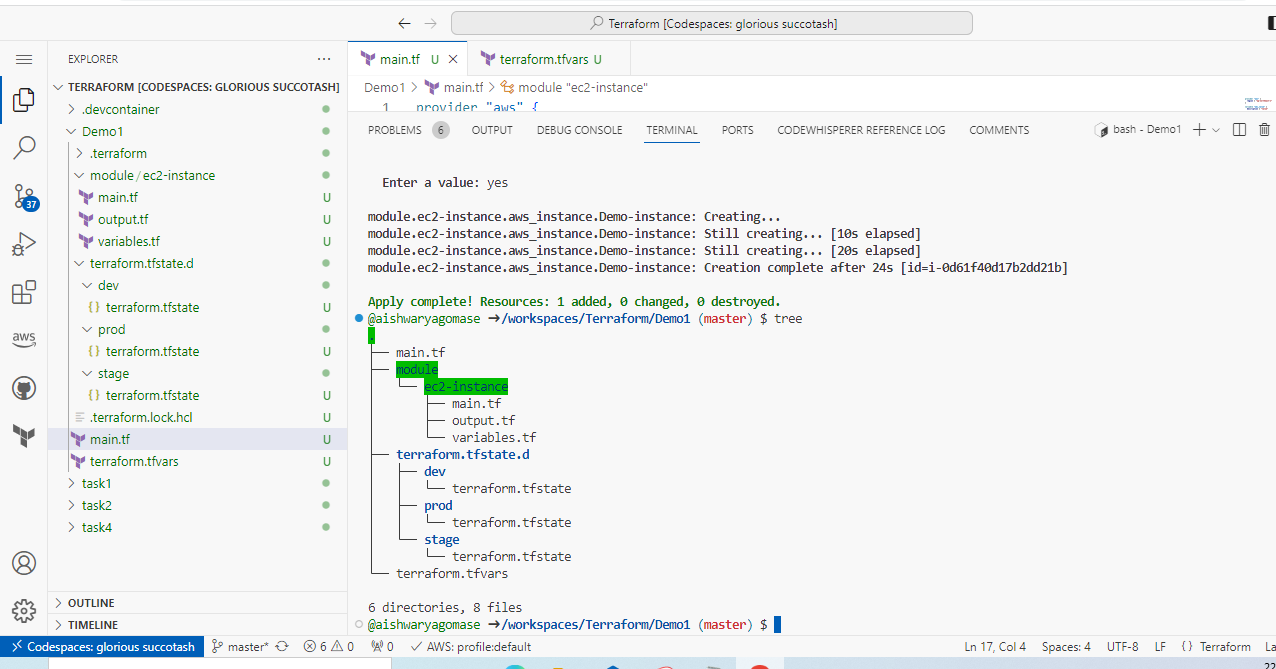 Terraform [Codespaces: glorious succotash]
EXPLORER
TERRAFORM [CODESPACES: GLORIOUS SUCCOTASH]
.devcontainer
Demo1
.terraform
module / ec2-instance
main.tf U
output.tf U
variables.tf U
terraform.tfstate.d
dev
{} terraform.tfstate U
prod
{} terraform.tfstate U
stage
{} terraform.tfstate U
.terraform.lock.hcl U
main.tf U
terraform.tfvars U
task1
task2
task4
OUTLINE
TIMELINE
37
aws
main.tf U
terraform.tfvars U
Demo1 > main.tf > module "ec2-instance"
1 provider "aws" {
PROBLEMS 6 OUTPUT DEBUG CONSOLE TERMINAL PORTS CODEWHISPERER REFERENCE LOG COMMENTS bash - Demo1
Enter a value: yes
module.ec2-instance.aws_instance.Demo-instance: Creating...
module.ec2-instance.aws_instance.Demo-instance: Still creating... [10s elapsed]
module.ec2-instance.aws_instance.Demo-instance: Still creating... [20s elapsed]
module.ec2-instance.aws_instance.Demo-instance: Creation complete after 24s [id=i-0d61f40d17b2dd21b]
Apply complete! Resources: 1 added, 0 changed, 0 destroyed.
@aishwaryagomase →/workspaces/Terraform/Demo1 (master) $ tree
.
├── main.tf
├── module
│   └── ec2-instance
│       ├── main.tf
│       ├── output.tf
│       └── variables.tf
├── terraform.tfstate.d
│   ├── dev
│   │   └── terraform.tfstate
│   ├── prod
│   │   └── terraform.tfstate
│   └── stage
│       └── terraform.tfstate
└── terraform.tfvars
6 directories, 8 files
@aishwaryagomase →/workspaces/Terraform/Demo1 (master) $
Codespaces: glorious succotash master* 6 0 0 AWS: profile:default Ln 17, Col 4 Spaces: 4 UTF-8 LF {} Terraform La